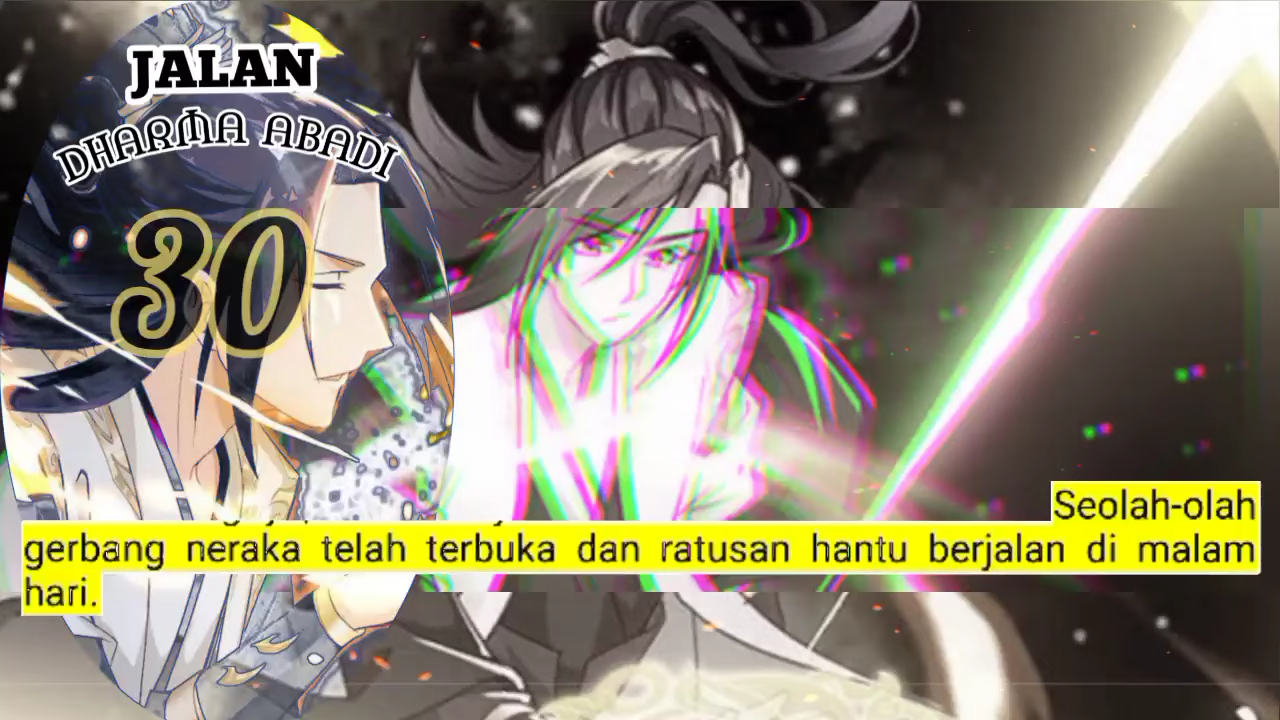 JALAN
DHARMA ABADI
30
Seolah-olah
gerbang neraka telah terbuka dan ratusan hantu berjalan di malam
hari.